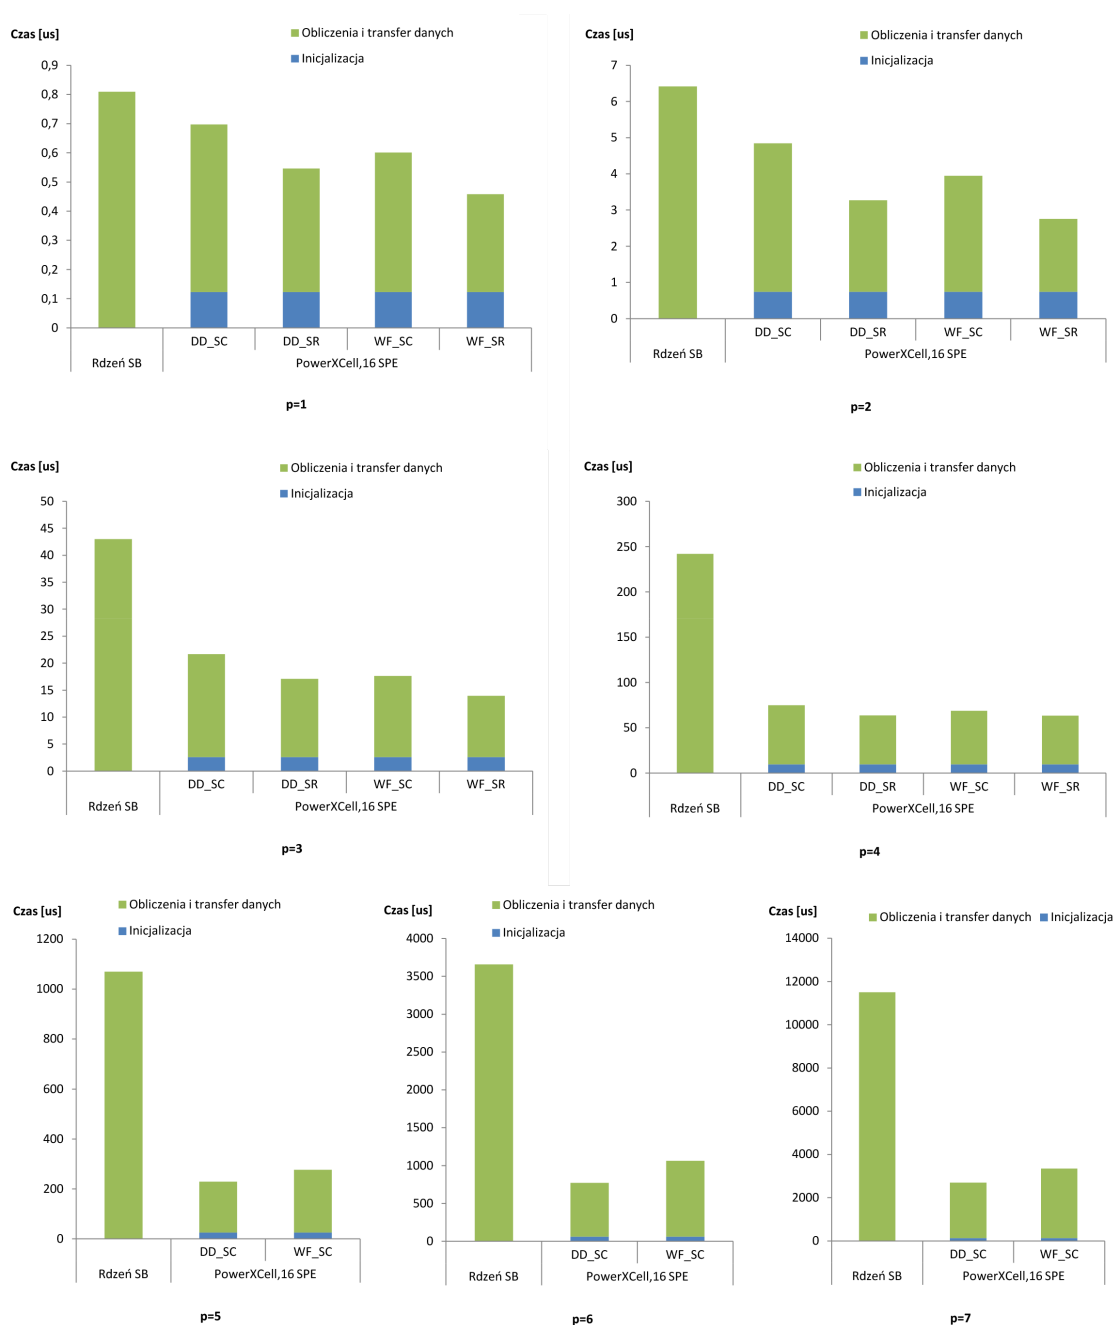 Czas [us]
Obliczenia i transfer danych
Inicjalizacja
0,9
0,8
0,7
0,6
0,5
0,4
0,3
0,2
0,1
0
DD_SC DD_SR WF_SC WF_SR
Rdzeń SB PowerXCell,16 SPE
p=1
Czas [us]
Obliczenia i transfer danych
Inicjalizacja
7
6
5
4
3
2
1
0
DD_SC DD_SR WF_SC WF_SR
Rdzeń SB PowerXCell,16 SPE
p=2
Czas [us]
Obliczenia i transfer danych
Inicjalizacja
50
45
40
35
30
25
20
15
10
5
0
DD_SC DD_SR WF_SC WF_SR
Rdzeń SB PowerXCell,16 SPE
p=3
Czas [us]
Obliczenia i transfer danych
Inicjalizacja
300
250
200
150
100
50
0
DD_SC DD_SR WF_SC WF_SR
Rdzeń SB PowerXCell,16 SPE
p=4
Czas [us]
Obliczenia i transfer danych
Inicjalizacja
1200
1000
800
600
400
200
0
DD_SC WF_SC
Rdzeń SB PowerXCell,16 SPE
p=5
Czas [us]
Obliczenia i transfer danych
Inicjalizacja
4000
3500
3000
2500
2000
1500
1000
500
0
DD_SC WF_SC
Rdzeń SB PowerXCell,16 SPE
p=6
Czas [us]
Obliczenia i transfer danych Inicjalizacja
14000
12000
10000
8000
6000
4000
2000
0
DD_SC WF_SC
Rdzeń SB PowerXCell,16 SPE
p=7